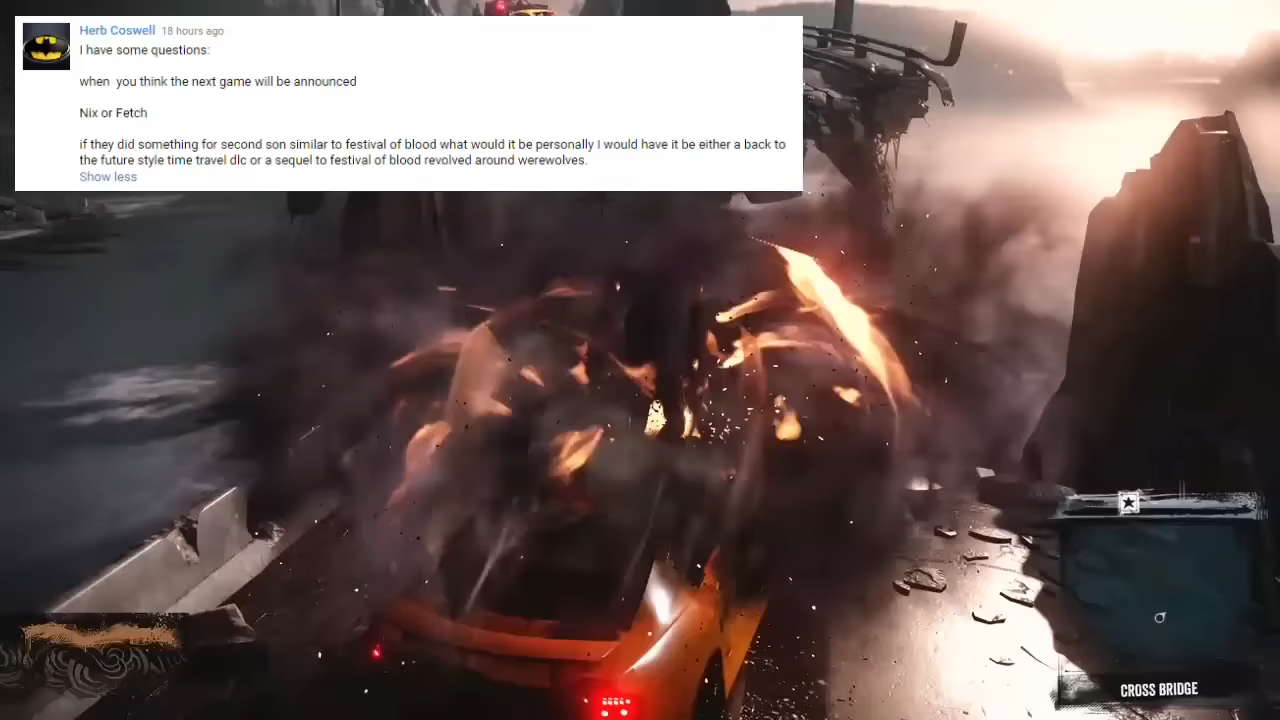 Herb Coswell 18 hours ago
I have some questions:
when you think the next game will be announced
Nix or Fetch
if they did something for second son similar to festival of blood what would it be personally I would have it be either a back to
the future style time travel dlc or a sequel to festival of blood revolved around werewolves.
Show less
CROSS BRIDGE